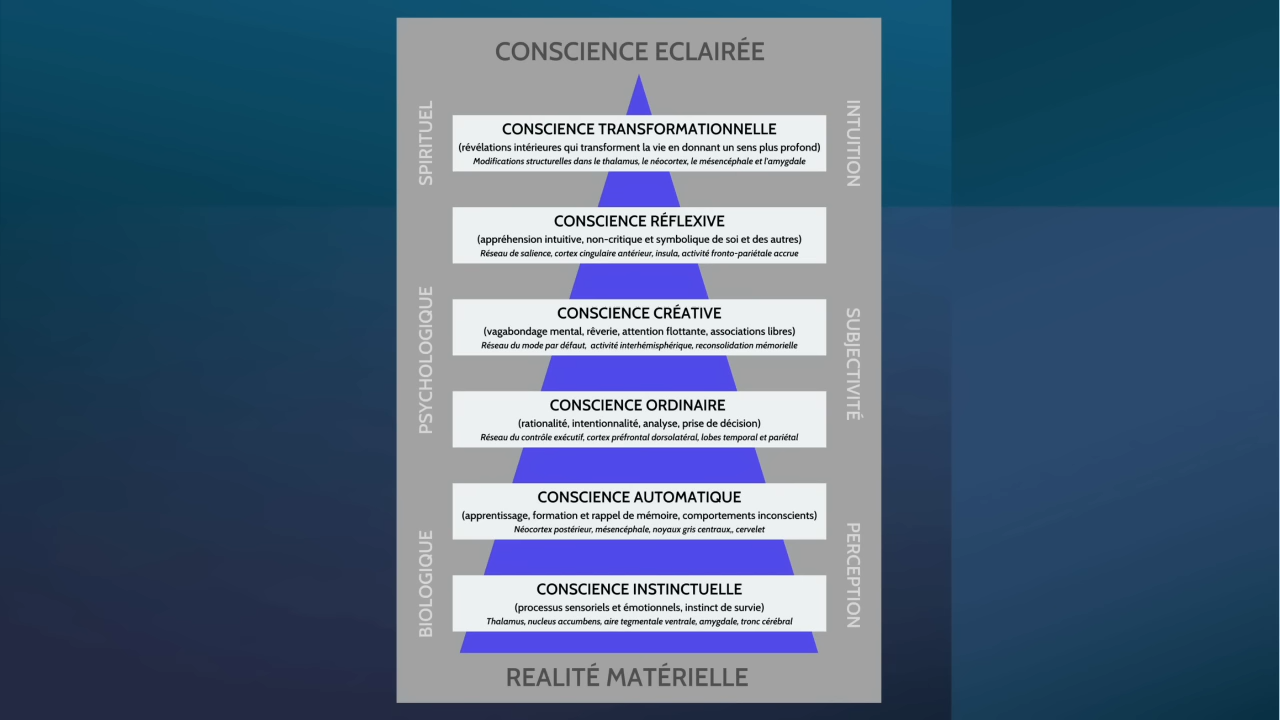 CONSCIENCE ECLAIRÉE
SPIRITUEL
INTUITION
CONSCIENCE TRANSFORMATIONNELLE
(révélations intérieures qui transforment la vie en donnant un sens plus profond)
Modifications structurelles dans le thalamus, le néocortex, le mésencéphale et l'amygdale
CONSCIENCE RÉFLEXIVE
(appréhension intuitive, non-critique et symbolique de soi et des autres)
Réseau de salience, cortex cingulaire antérieur, insula, activité fronto-pariétale accrue
PSYCHOLOGIQUE
SUBJECTIVITÉ
CONSCIENCE CRÉATIVE
(vagabondage mental, rêverie, attention flottante, associations libres)
Réseau du mode par défaut, activité interhémisphérique, reconsolidation mémorielle
CONSCIENCE ORDINAIRE
(rationalité, intentionnalité, analyse, prise de décision)
Réseau du contrôle exécutif, cortex préfrontal dorsolatéral, lobes temporal et pariétal
CONSCIENCE AUTOMATIQUE
(apprentissage, formation et rappel de mémoire, comportements inconscients)
Néocortex postérieur, mésencéphale, noyaux gris centraux,, cervelet
BIOLOGIQUE
PERCEPTION
CONSCIENCE INSTINCTUELLE
(processus sensoriels et émotionnels, instinct de survie)
Thalamus, nucleus accumbens, aire tegmentale ventrale, amygdale, tronc cérébral
REALITÉ MATÉRIELLE